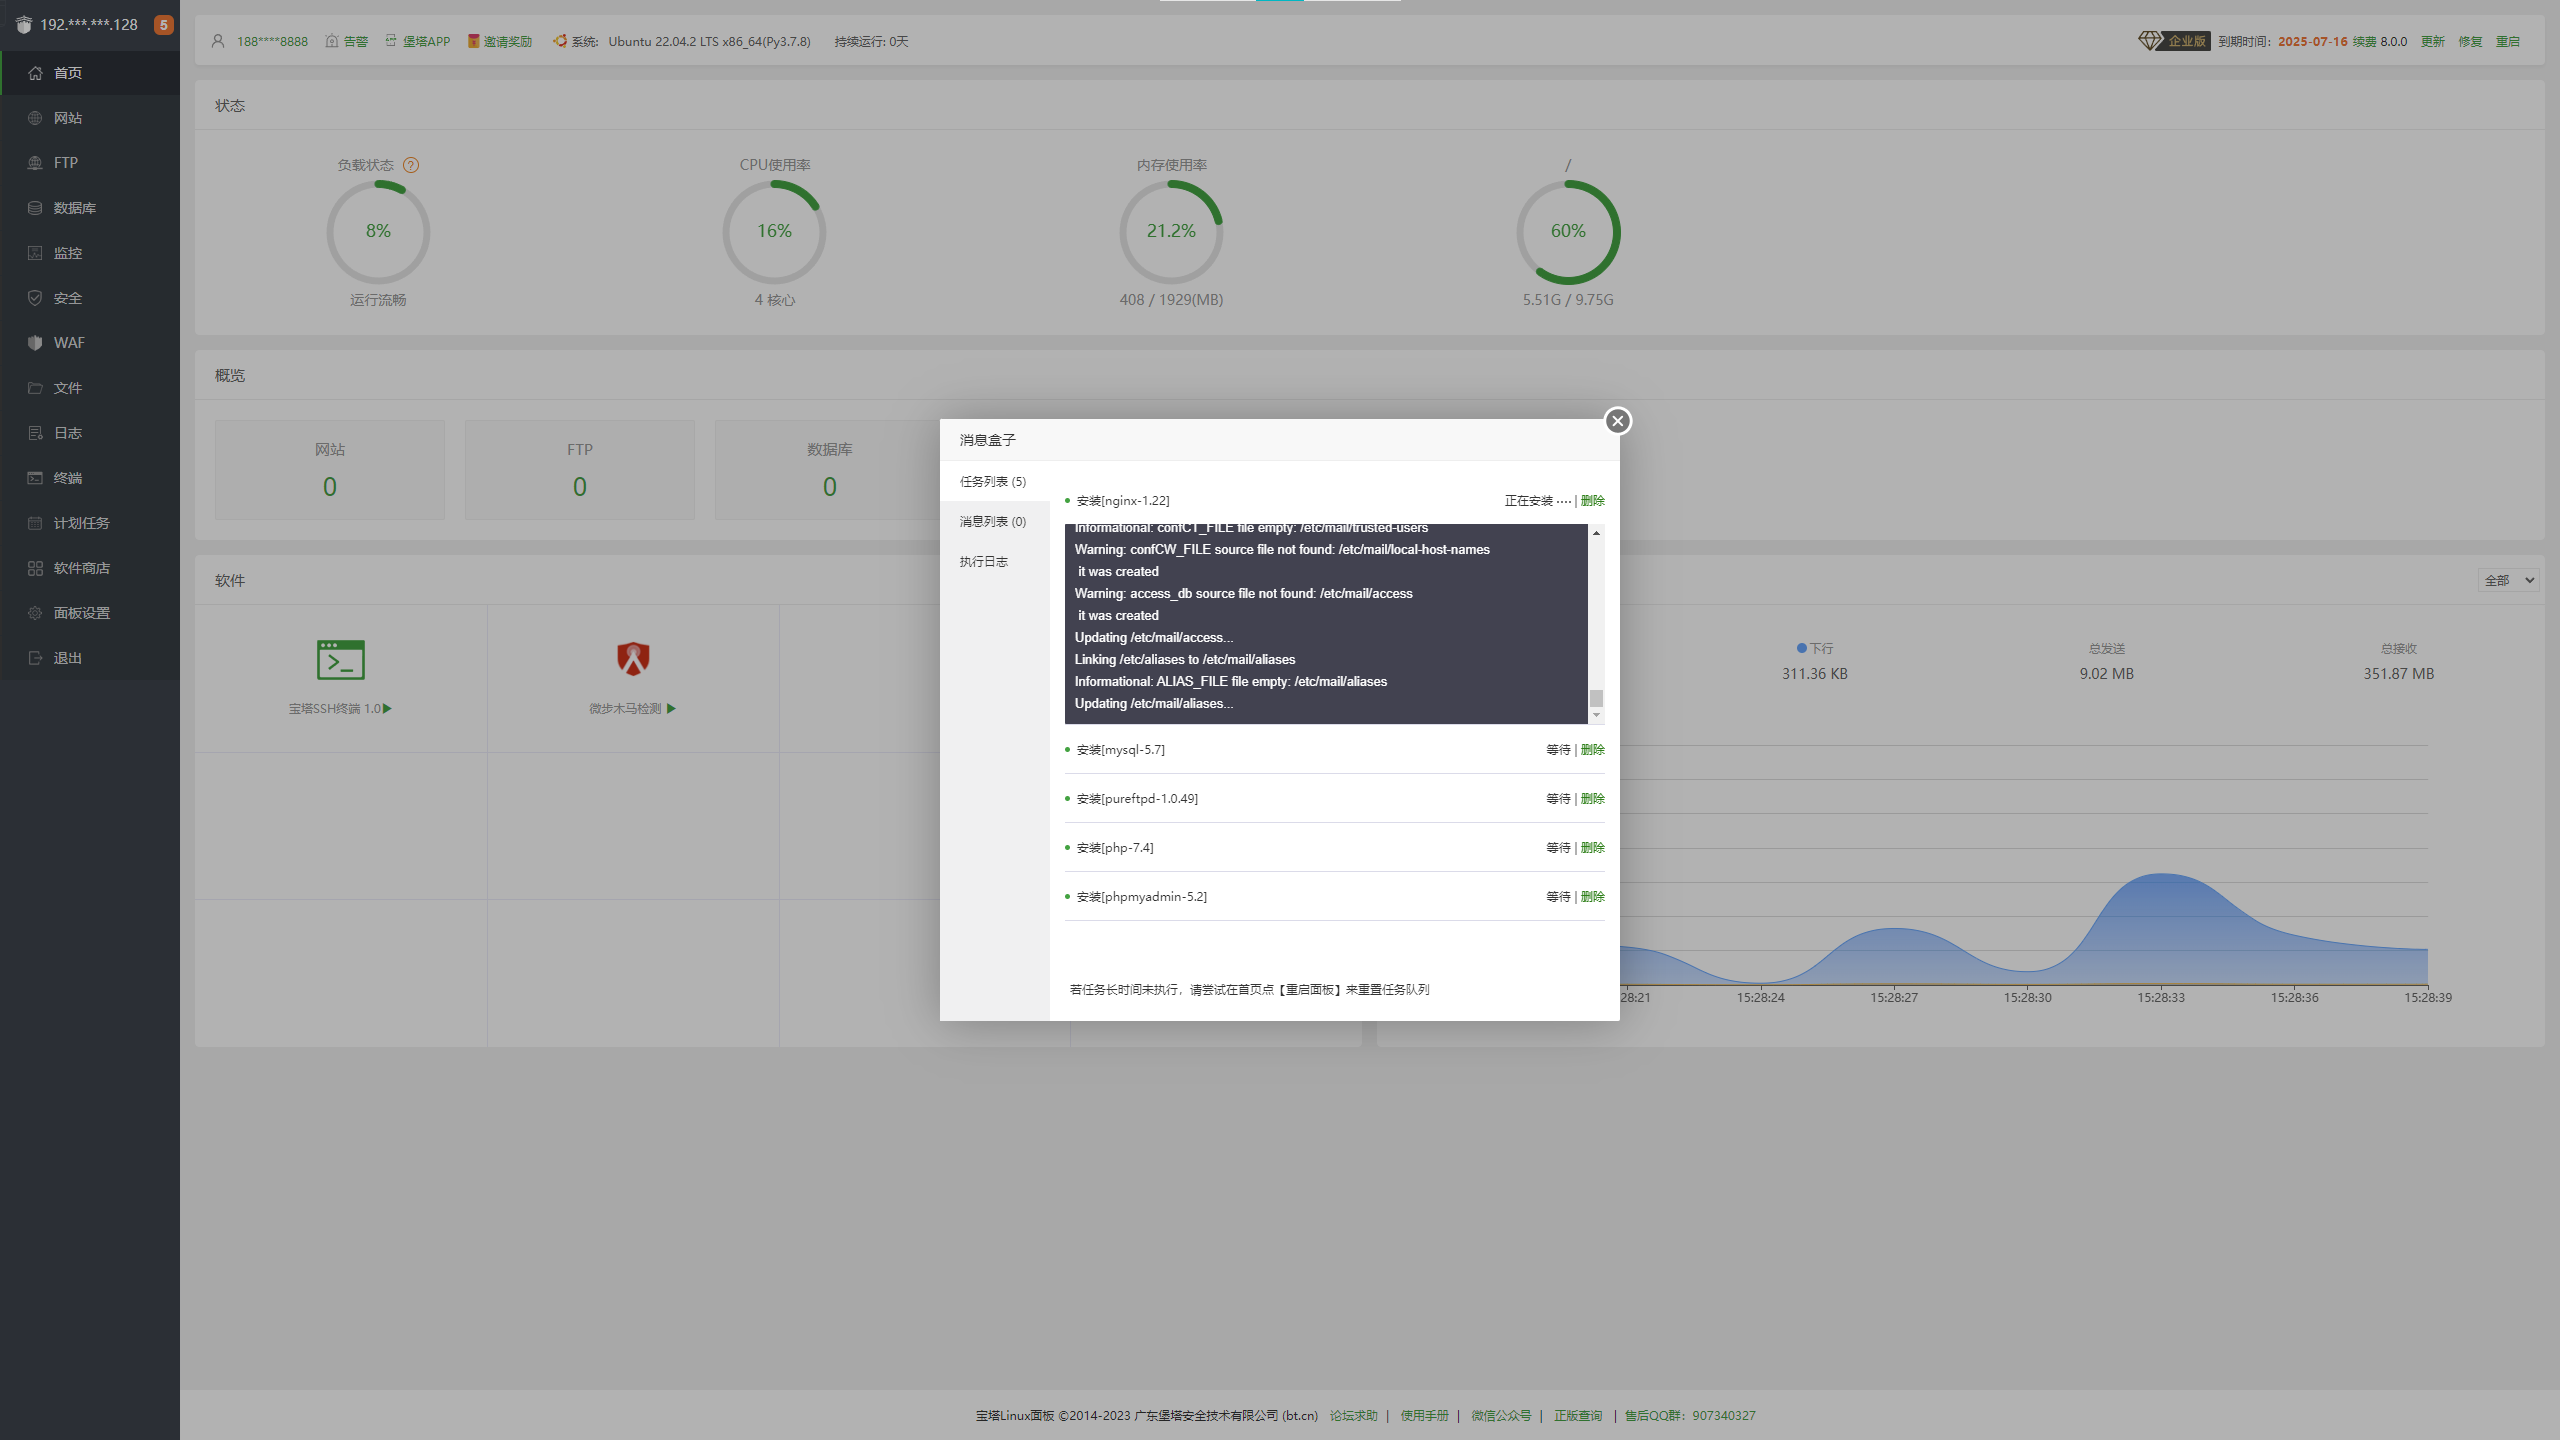 192.***.***.128 5
首页
网站
FTP
数据库
监控
安全
WAF
文件
日志
终端
计划任务
软件商店
面板设置
退出
188****8888 告警 堡塔APP 邀请奖励 系统: Ubuntu 22.04.2 LTS x86_64(Py3.7.8) 持续运行: 0天
企业版 到期时间: 2025-07-16 续费 8.0.0 更新 修复 重启
状态
负载状态 ? CPU使用率 内存使用率 /
8% 16% 21.2% 60%
运行流畅 4 核心 408 / 1929(MB) 5.51G / 9.75G
概览
网站 FTP 数据库
0 0 0
软件
宝塔SSH终端 1.0 微步木马检测
消息盒子
任务列表 (5)
消息列表 (0)
执行日志
安装[nginx-1.22] 正在安装 ···· | 删除
Informational: confCT_FILE file empty: /etc/mail/trusted-users
Warning: confCW_FILE source file not found: /etc/mail/local-host-names
it was created
Warning: access_db source file not found: /etc/mail/access
it was created
Updating /etc/mail/access...
Linking /etc/aliases to /etc/mail/aliases
Informational: ALIAS_FILE file empty: /etc/mail/aliases
Updating /etc/mail/aliases...
安装[mysql-5.7] 等待 | 删除
安装[pureftpd-1.0.49] 等待 | 删除
安装[php-7.4] 等待 | 删除
安装[phpmyadmin-5.2] 等待 | 删除
若任务长时间未执行，请尝试在首页点【重启面板】来重置任务队列
全部
下行 总发送 总接收
311.36 KB 9.02 MB 351.87 MB
28:21 15:28:24 15:28:27 15:28:30 15:28:33 15:28:36 15:28:39
宝塔Linux面板 ©2014-2023 广东堡塔安全技术有限公司 (bt.cn) 论坛求助 | 使用手册 | 微信公众号 | 正版查询 | 售后QQ群：907340327